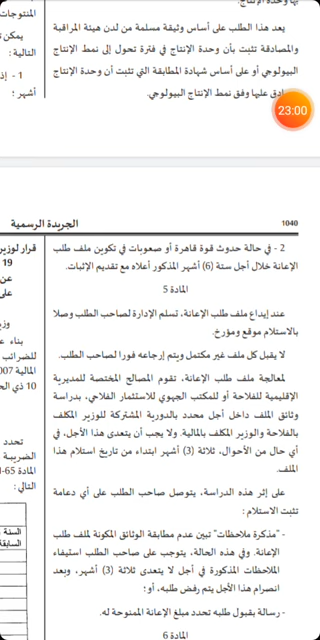 بها وحدة الإنتاج.
يعد هذا الطلب على أساس وثيقة مسلمة من لدن هيئة المراقبة
والمصادقة تثبت بأن وحدة الإنتاج في فترة تحول إلى نمط الإنتاج
البيولوجي أو على أساس شهادة المطابقة التي تثبت أن وحدة الإنتاج
عليها وفق نمط الإنتاج البيولوجي.
المنتوجات
يمكن
التالية :
1 - إذ
أشهر ؛
23:00
1040
الجريدة الرسمية
2 - في حالة حدوث قوة قاهرة أو صعوبات في تكوين ملف طلب
الإعانة خلال أجل ستة (6) أشهر المذكور أعلاه مع تقديم الإثبات.
المادة 5
عند إيداع ملف طلب الإعانة، تسلم الإدارة لصاحب الطلب وصلا
بالاستلام موقع ومؤرخ.
لا يقبل كل ملف غير مكتمل ويتم إرجاعه فورا لصاحب الطلب.
لمعالجة ملف طلب الإعانة، تقوم المصالح المختصة للمديرية
الإقليمية للفلاحة أو للمكتب الجهوي للاستثمار الفلاحي، بدراسة
وثائق الملف داخل أجل محدد بالدورية المشتركة للوزير المكلف
بالفلاحة والوزير المكلف بالمالية. ولا يجب أن يتعدى هذا الأجل، في
أي حال من الأحوال، ثلاثة (3) أشهر ابتداء من تاريخ استلام هذا
الملف.
على إثر هذه الدراسة، يتوصل صاحب الطلب على أي دعامة
تثبت الاستلام :
- "مذكرة ملاحظات" تبين عدم مطابقة الوثائق المكونة لملف طلب
الإعانة. وفي هذه الحالة، يتوجب على صاحب الطلب استيفاء
الملاحظات المذكورة في أجل لا يتعدى ثلاثة (3) أشهر، وبعد
انصرام هذا الأجل يتم رفض طلبه، أو؛
- رسالة بقبول طلبه تحدد مبلغ الإعانة الممنوحة له.
المادة 6
قرار لوزير
19
عن
على
وزير
بناء ع
للضرائب
المالية 007
10 ذي الح
تحدد
الضريبة
المادة 65-I
التالي :
السنة
السابقة